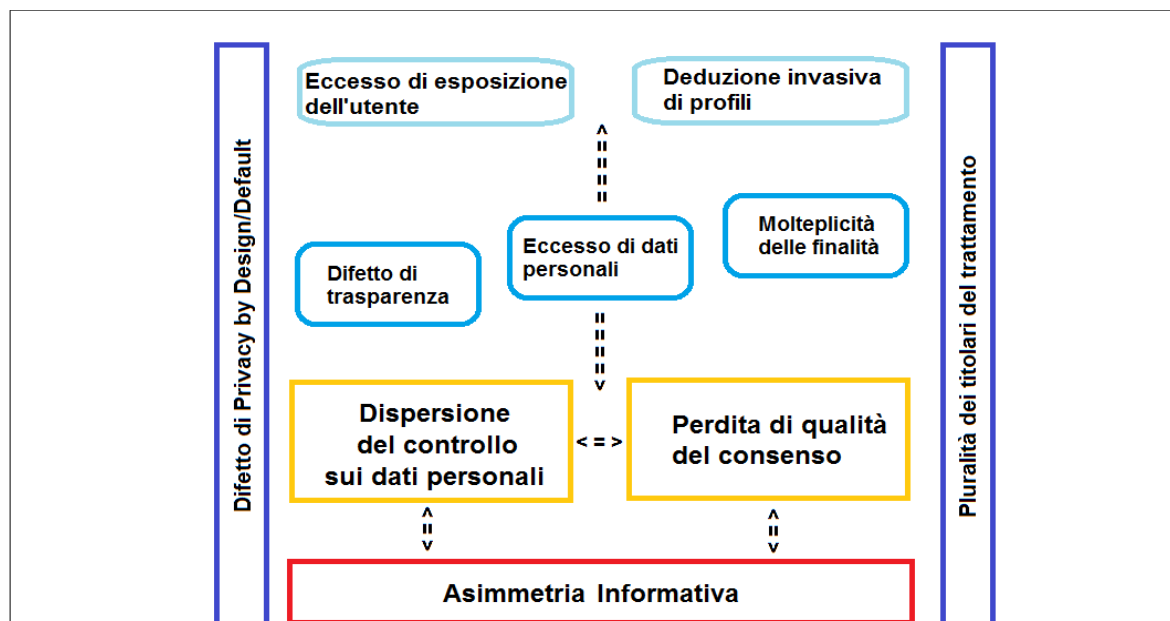 Difetto di Privacy by Design/Default
Eccesso di esposizione
dell'utente
Deduzione invasiva
di profili
Difetto di
trasparenza
Eccesso di dati
personali
Molteplicità
delle finalità
Dispersione
del controllo
sui dati personali
< = >
Perdita di qualità
del consenso
Asimmetria Informativa
Pluralità dei titolari del trattamento